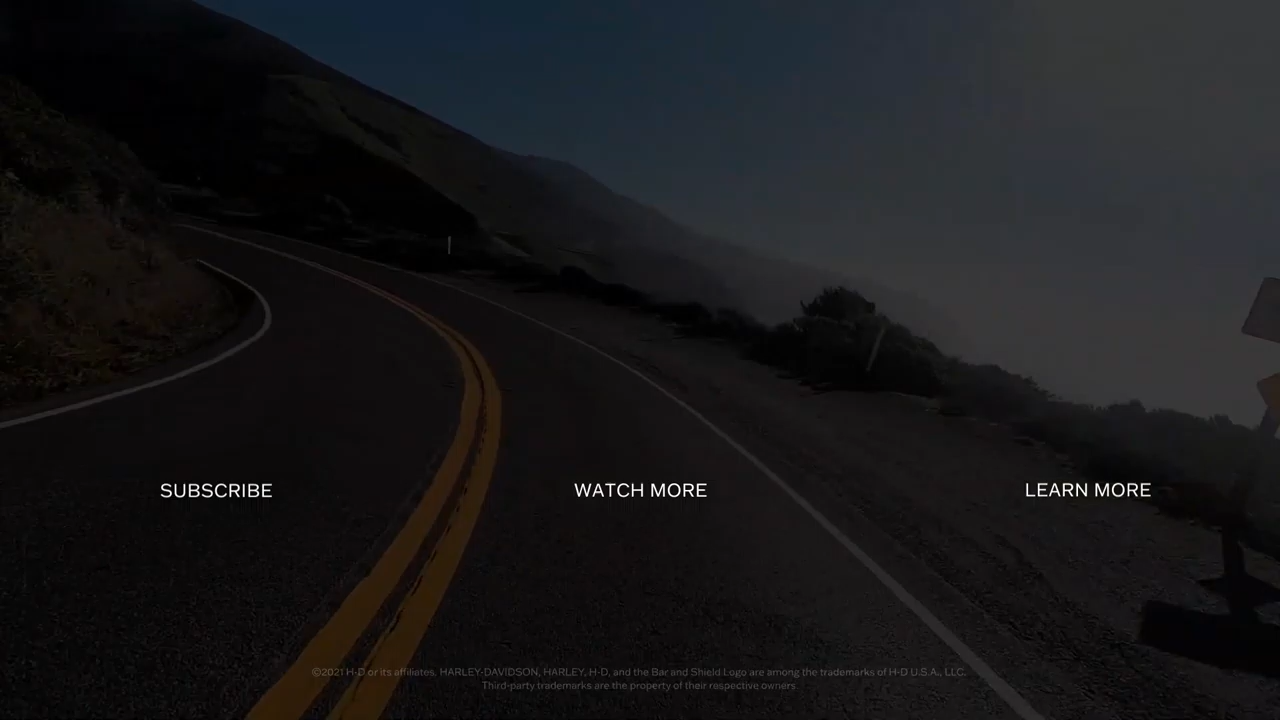 SUBSCRIBE
WATCH MORE
LEARN MORE
©2021 H-D or its affiliates. HARLEY-DAVIDSON, HARLEY, H-D, and the Bar and Shield Logo are among the trademarks of H-D U.S.A., LLC.
Third-party trademarks are the property of their respective owners.